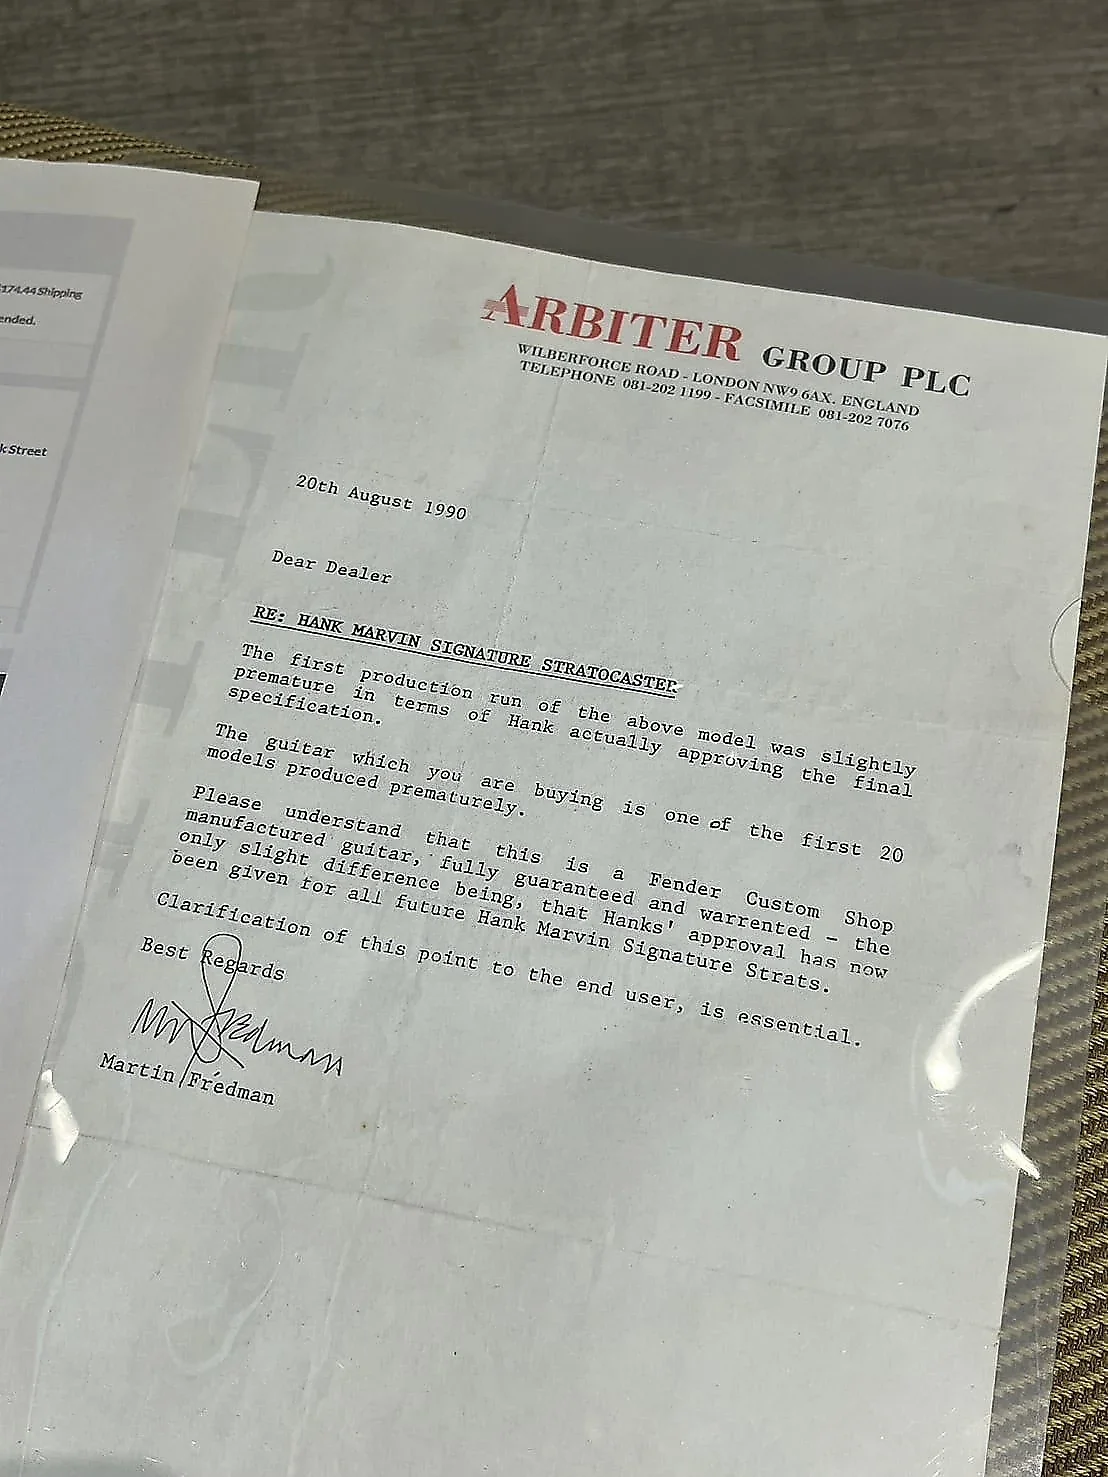 174.44 Shipping
ended.
k Street
ARBITER GROUP PLC
WILBERFORCE ROAD - LONDON NW9 6AX. ENGLAND
TELEPHONE 081-202 1199 - FACSIMILE 081-202 7076
20th August 1990
Dear Dealer
RE: HANK MARVIN SIGNATURE STRATOCASTER
The first production run of the above model was slightly
premature in terms of Hank actually approving the final
specification.
The guitar which you are buying is one of the first 20
models produced prematurely.
Please understand that this is a Fender Custom Shop
manufactured guitar, fully guaranteed and warrented - the
only slight difference being, that Hanks' approval has now
been given for all future Hank Marvin Signature Strats.
Clarification of this point to the end user, is essential.
Best Regards
Martin Fredman